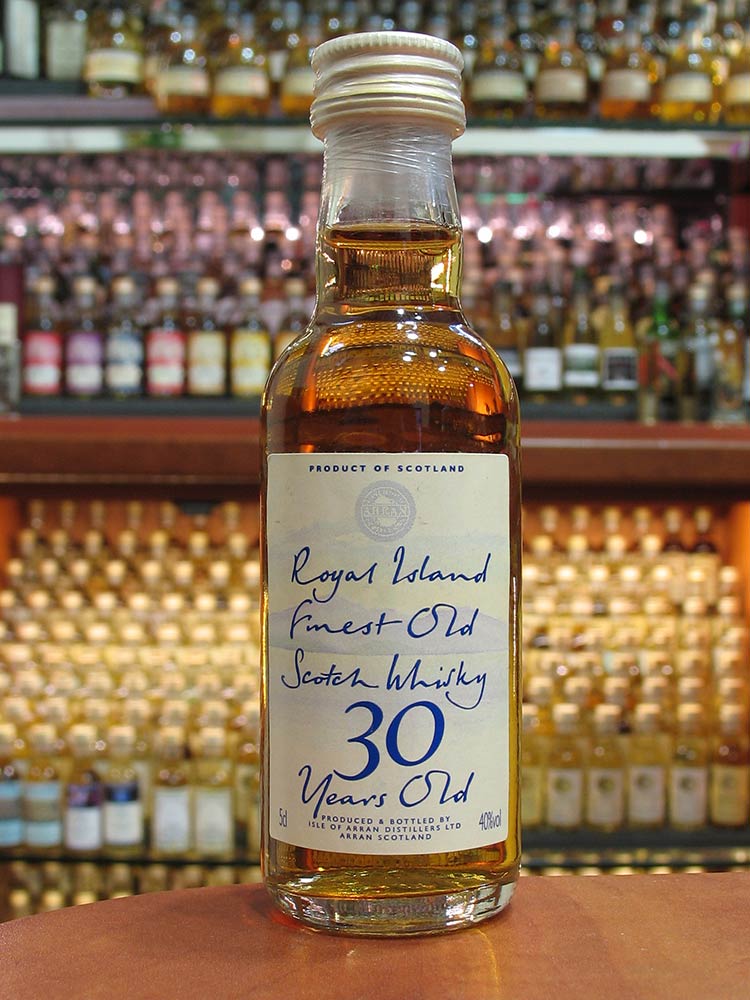 PRODUCT OF SCOTLAND
ARRAN
Royal Island
Finest Old
Scotch Whisky
30
Years Old
5cl
PRODUCED & BOTTLED BY
ISLE OF ARRAN DISTILLERS LTD
ARRAN SCOTLAND
40%vol